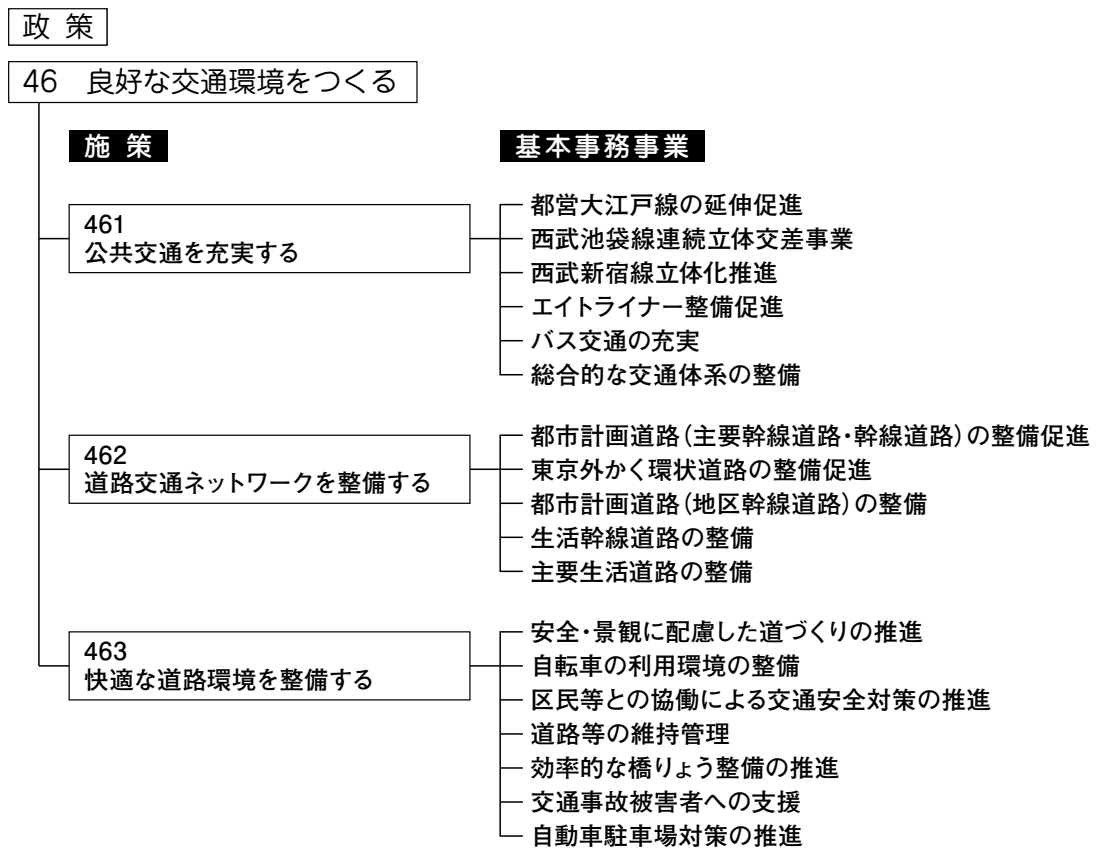 政 策
46 良好な交通環境をつくる
施 策
基本事務事業
461
公共交通を充実する
都営大江戸線の延伸促進
西武池袋線連続立体交差事業
西武新宿線立体化推進
エイトライナー整備促進
バス交通の充実
総合的な交通体系の整備
462
道路交通ネットワークを整備する
都市計画道路(主要幹線道路・幹線道路)の整備促進
東京外かく環状道路の整備促進
都市計画道路(地区幹線道路)の整備
生活幹線道路の整備
主要生活道路の整備
463
快適な道路環境を整備する
安全・景観に配慮した道づくりの推進
自転車の利用環境の整備
区民等との協働による交通安全対策の推進
道路等の維持管理
効率的な橋りょう整備の推進
交通事故被害者への支援
自動車駐車場対策の推進